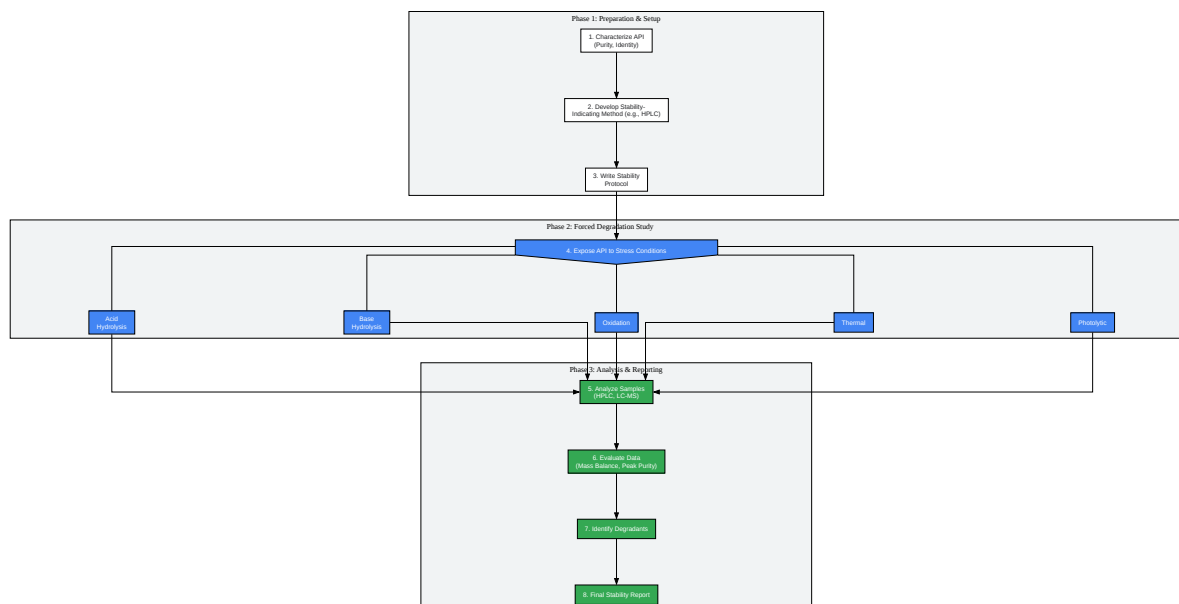 Phase 1: Preparation & Setup
1. Characterize API
(Purity, Identity)
2. Develop Stability-
Indicating Method (e.g., HPLC)
3. Write Stability
Protocol
Phase 2: Forced Degradation Study
4. Expose API to Stress Conditions
Acid
Hydrolysis
Base
Hydrolysis
Oxidation
Thermal
Photolytic
Phase 3: Analysis & Reporting
5. Analyze Samples
(HPLC, LC-MS)
6. Evaluate Data
(Mass Balance, Peak Purity)
7. Identify Degradants
8. Final Stability Report